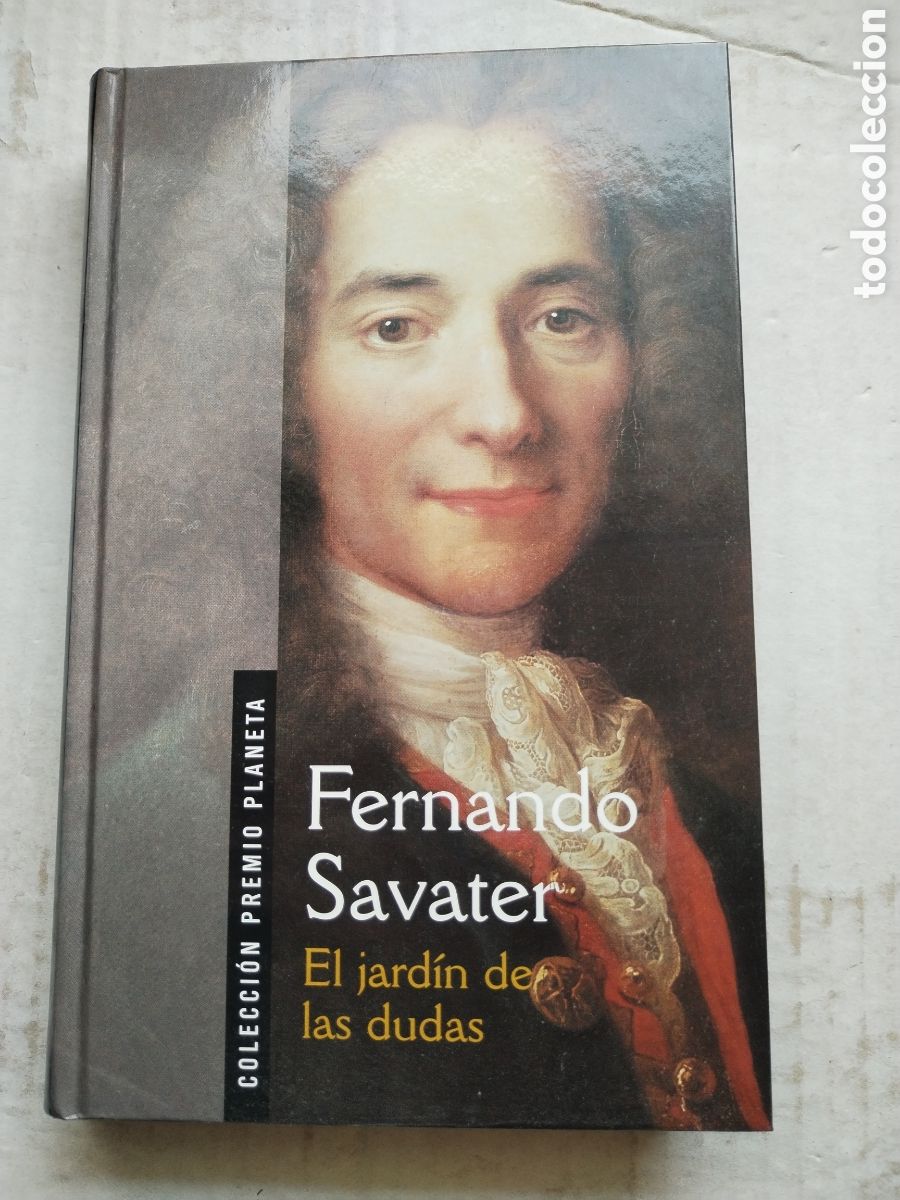 todocoleccion
COLECCIÓN PREMIO PLANETA
Fernando
Savater
El jardín de
las dudas